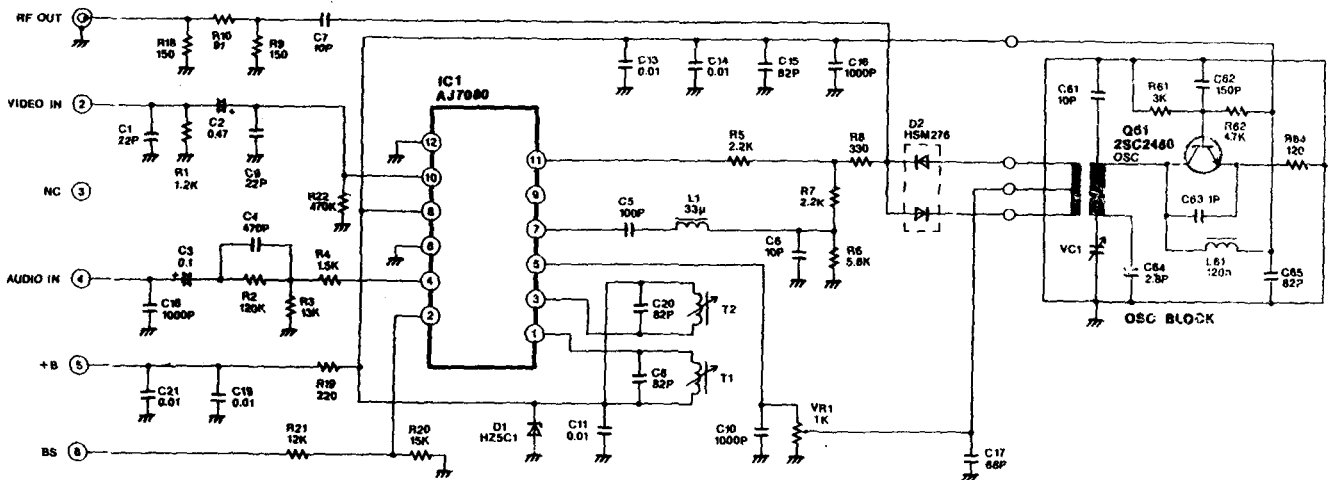 RF OUT
R18
150
R10
91
R9
150
C7
10P
VIDEO IN
2
C1
22P
R1
1.2K
C2
0.47
C9
22P
R22
470K
NC
3
AUDIO IN
4
C16
1000P
C3
0.1
C4
470P
R2
120K
R3
13K
R4
1.5K
+B
5
C21
0.01
C19
0.01
R19
220
BS
6
R21
12K
R20
15K
IC1
AJ7080
12
10
8
6
4
2
11
9
7
5
3
1
C13
0.01
C14
0.01
C15
82P
C16
1000P
R5
2.2K
R8
330
R7
2.2K
R6
5.6K
C5
100P
L1
33μ
C6
10P
D2
HSM276
C20
82P
T2
C8
82P
T1
D1
HZ5C1
C11
0.01
C10
1000P
VR1
1K
C17
68P
C61
10P
R61
3K
C62
150P
R62
4.7K
Q61
2SC2480
OSC
120
C63 1P
VC1
C64
L61
120n
C65
82P
OSC BLOCK